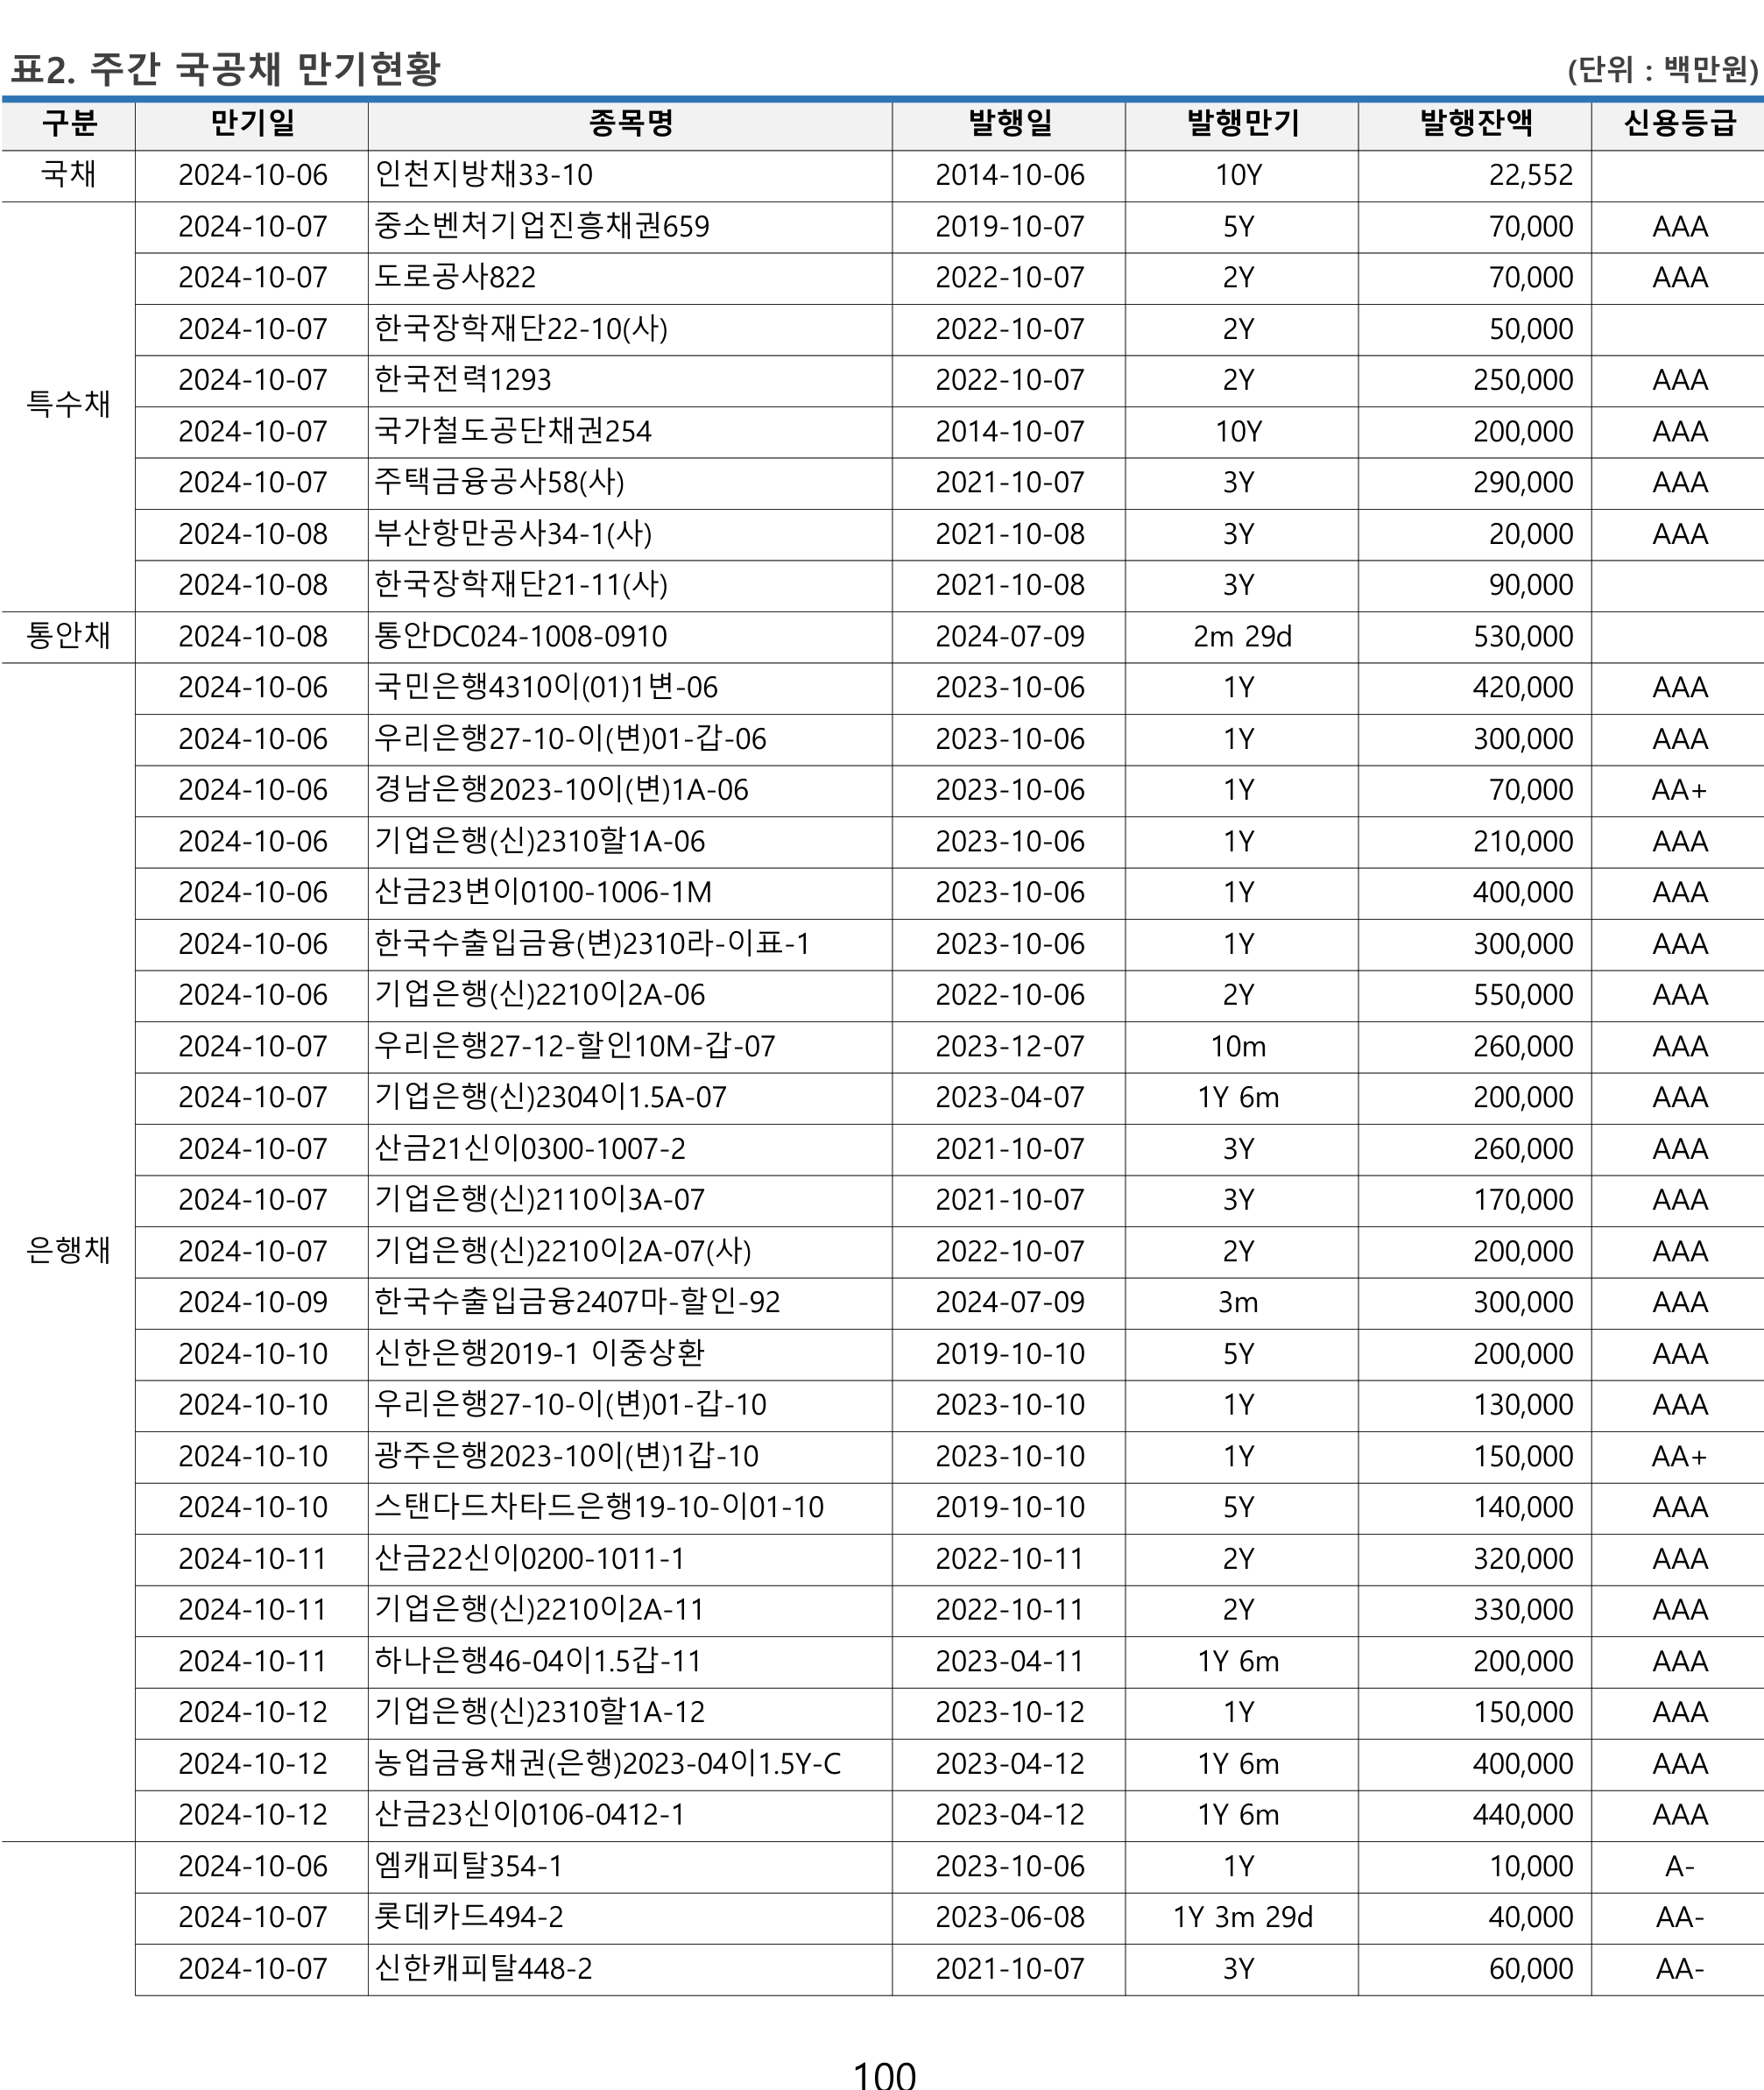 표2. 주간 국공채 만기현황 (단위 : 백만원)
구분 만기일 종목명 발행일 발행만기 발행잔액 신용등급
국채 2024-10-06 인천지방채33-10 2014-10-06 10Y 22,552
2024-10-07 중소벤처기업진흥채권659 2019-10-07 5Y 70,000 AAA
2024-10-07 도로공사822 2022-10-07 2Y 70,000 AAA
2024-10-07 한국장학재단22-10(사) 2022-10-07 2Y 50,000
2024-10-07 한국전력1293 2022-10-07 2Y 250,000 AAA
특수채
2024-10-07 국가철도공단채권254 2014-10-07 10Y 200,000 AAA
2024-10-07 주택금융공사58(사) 2021-10-07 3Y 290,000 AAA
2024-10-08 부산항만공사34-1(사) 2021-10-08 3Y 20,000 AAA
2024-10-08 한국장학재단21-11(사) 2021-10-08 3Y 90,000
통안채 2024-10-08 통안DC024-1008-0910 2024-07-09 2m 29d 530,000
2024-10-06 국민은행4310이(01)1변-06 2023-10-06 1Y 420,000 AAA
2024-10-06 우리은행27-10-이(변)01-갑-06 2023-10-06 1Y 300,000 AAA
2024-10-06 경남은행2023-10이(변)1A-06 2023-10-06 1Y 70,000 AA+
2024-10-06 기업은행(신)2310할1A-06 2023-10-06 1Y 210,000 AAA
2024-10-06 산금23변이0100-1006-1M 2023-10-06 1Y 400,000 AAA
2024-10-06 한국수출입금융(변)2310라-이표-1 2023-10-06 1Y 300,000 AAA
2024-10-06 기업은행(신)2210이2A-06 2022-10-06 2Y 550,000 AAA
2024-10-07 우리은행27-12-할인10M-갑-07 2023-12-07 10m 260,000 AAA
2024-10-07 기업은행(신)2304이1.5A-07 2023-04-07 1Y 6m 200,000 AAA
2024-10-07 산금21신이0300-1007-2 2021-10-07 3Y 260,000 AAA
2024-10-07 기업은행(신)2110이3A-07 2021-10-07 3Y 170,000 AAA
은행채 2024-10-07 기업은행(신)2210이2A-07(사) 2022-10-07 2Y 200,000 AAA
2024-10-09 한국수출입금융2407마-할인-92 2024-07-09 3m 300,000 AAA
2024-10-10 신한은행2019-1 이중상환 2019-10-10 5Y 200,000 AAA
2024-10-10 우리은행27-10-이(변)01-갑-10 2023-10-10 1Y 130,000 AAA
2024-10-10 광주은행2023-10이(변)1갑-10 2023-10-10 1Y 150,000 AA+
2024-10-10 스탠다드차타드은행19-10-이01-10 2019-10-10 5Y 140,000 AAA
2024-10-11 산금22신이0200-1011-1 2022-10-11 2Y 320,000 AAA
2024-10-11 기업은행(신)2210이2A-11 2022-10-11 2Y 330,000 AAA
2024-10-11 하나은행46-04이1.5갑-11 2023-04-11 1Y 6m 200,000 AAA
2024-10-12 기업은행(신)2310할1A-12 2023-10-12 1Y 150,000 AAA
2024-10-12 농업금융채권(은행)2023-04이1.5Y-C 2023-04-12 1Y 6m 400,000 AAA
2024-10-12 산금23신이0106-0412-1 2023-04-12 1Y 6m 440,000 AAA
2024-10-06 엠캐피탈354-1 2023-10-06 1Y 10,000 A-
2024-10-07 롯데카드494-2 2023-06-08 1Y 3m 29d 40,000 AA-
2024-10-07 신한캐피탈448-2 2021-10-07 3Y 60,000 AA-
100